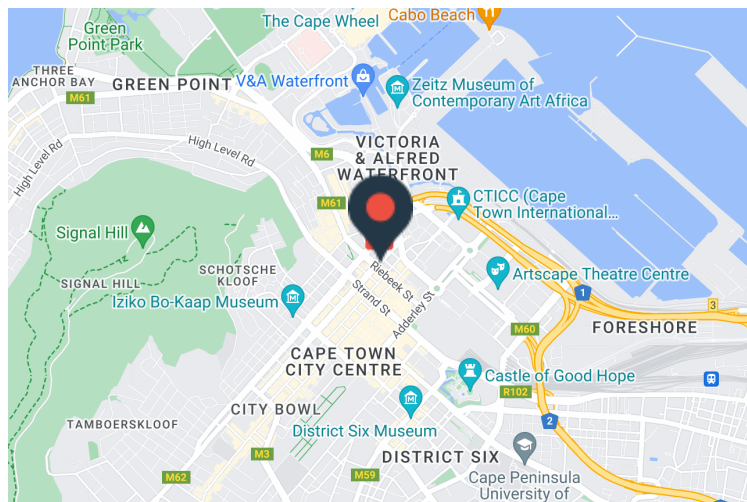 Cabo Beach
The Cape Wheel
Green
Point Park
THREE
ANCHOR BAY
GREEN POINT
V&A Waterfront
Zeitz Museum of
Contemporary Art Africa
M61
High Level Rd
High Level Rd
M6
VICTORIA
& ALFRED
WATERFRONT
M61
CTICC (Cape
Town International...
Signal Hill
SIGNAL HILL
SCHOTSCHE
KLOOF
Riebeek St
Artscape Theatre Centre
Iziko Bo-Kaap Museum
Strand St
Adderley St
1
3
M60
FORESHORE
CAPE TOWN
CITY CENTRE
Castle of Good Hope
R102
CITY BOWL
2
TAMBOERSKLOOF
District Six Museum
M3
DISTRICT SIX
M62
M59
Cape Peninsula
University of